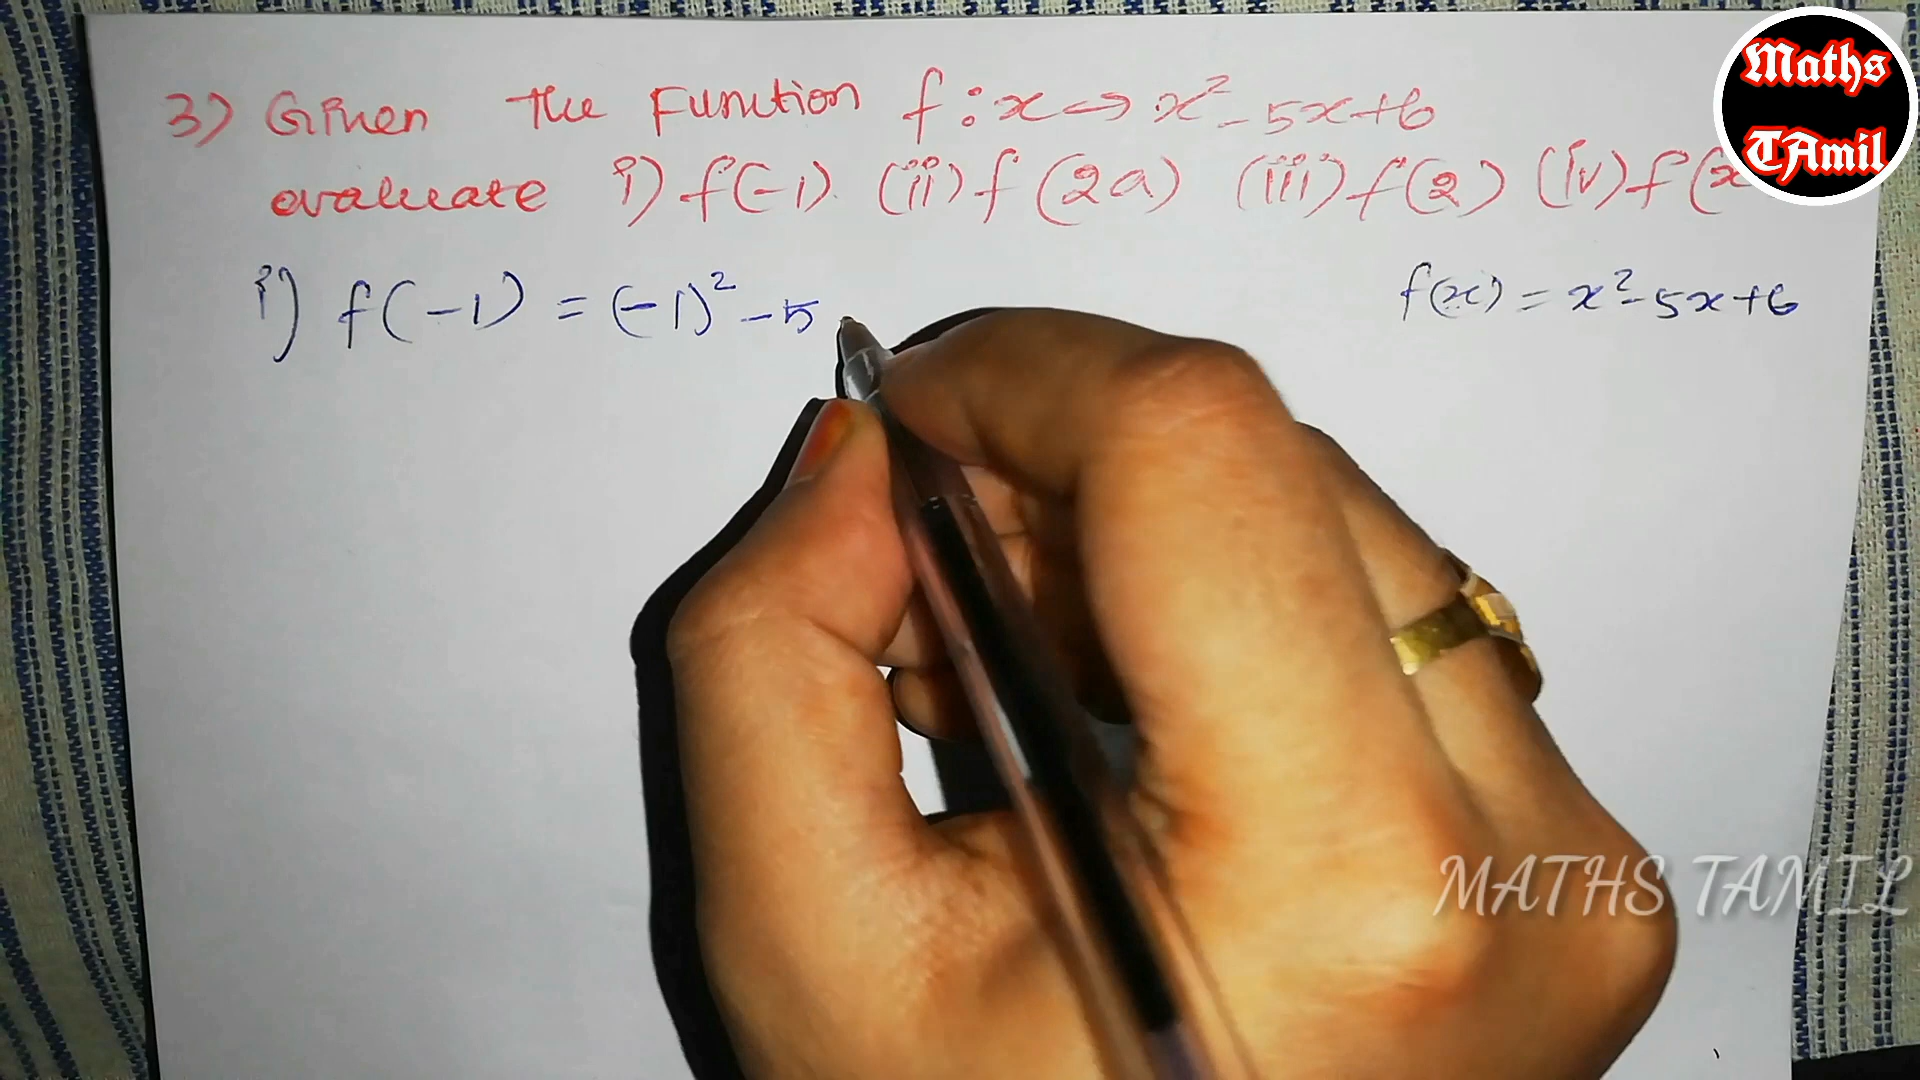 Maths
TAmil
3) Given the Function f : x → x² - 5x+6
evaluate i) f(-1) (ii) f (2a) (iii) f(2) (iv) f(x
i) f(-1) = (-1)² - 5
f(x) = x² - 5x+6
MATHS TAMIL